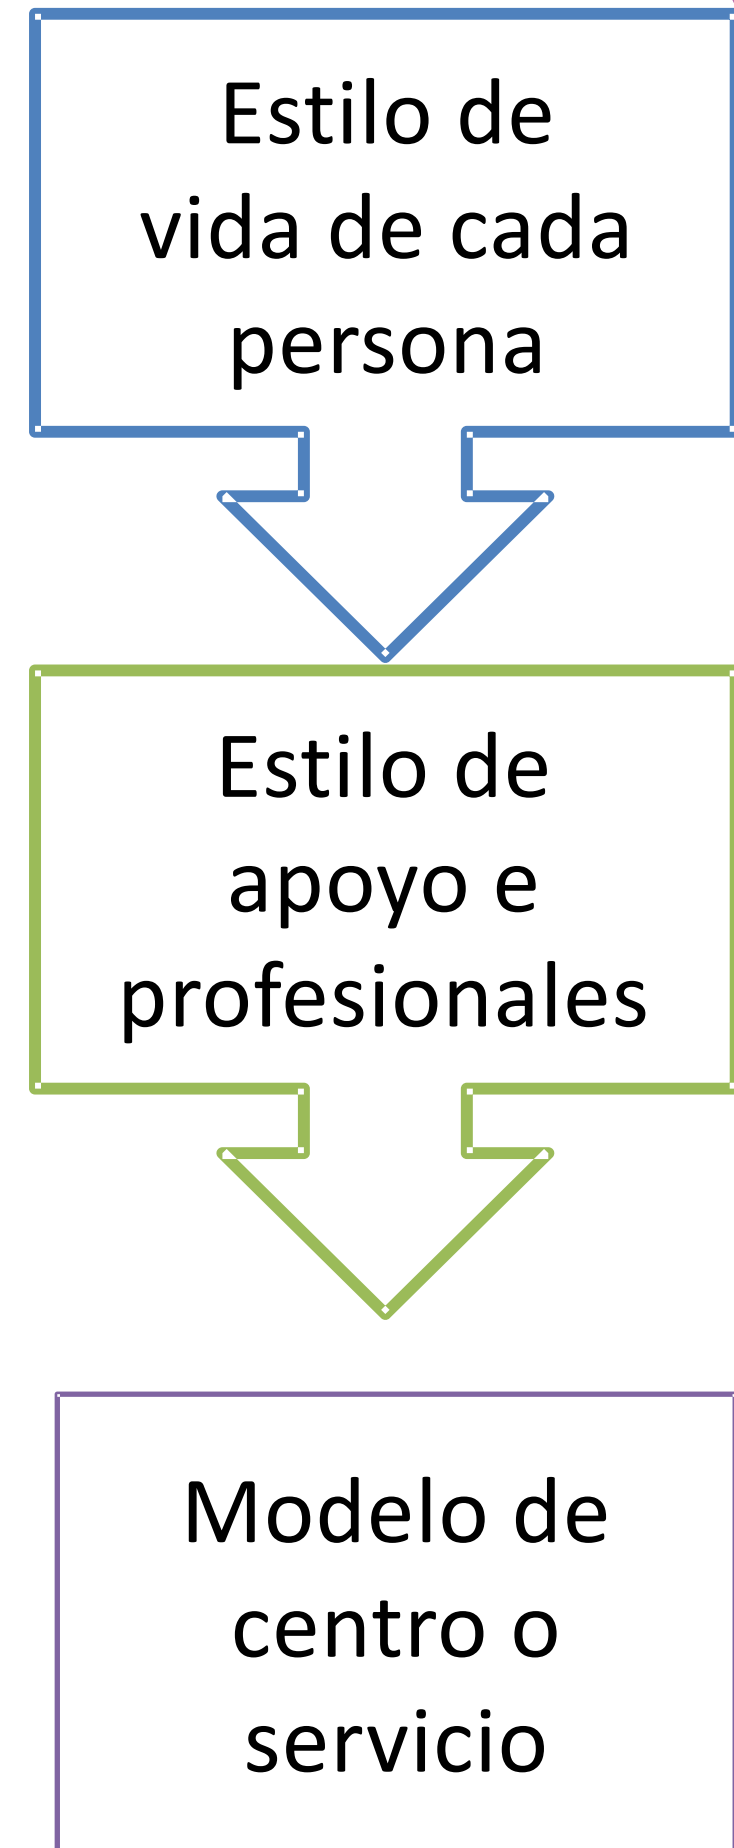 Estilo de
vida de cada
persona
Estilo de
apoyo e
profesionales
Modelo de
centro o
servicio